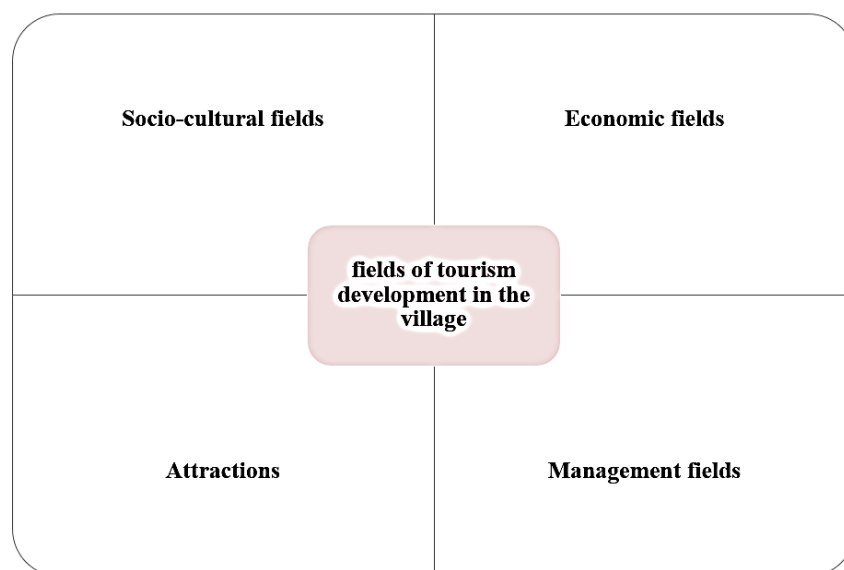 Socio-cultural fields
Economic fields
fields of tourism
development in the
village
Attractions
Management fields